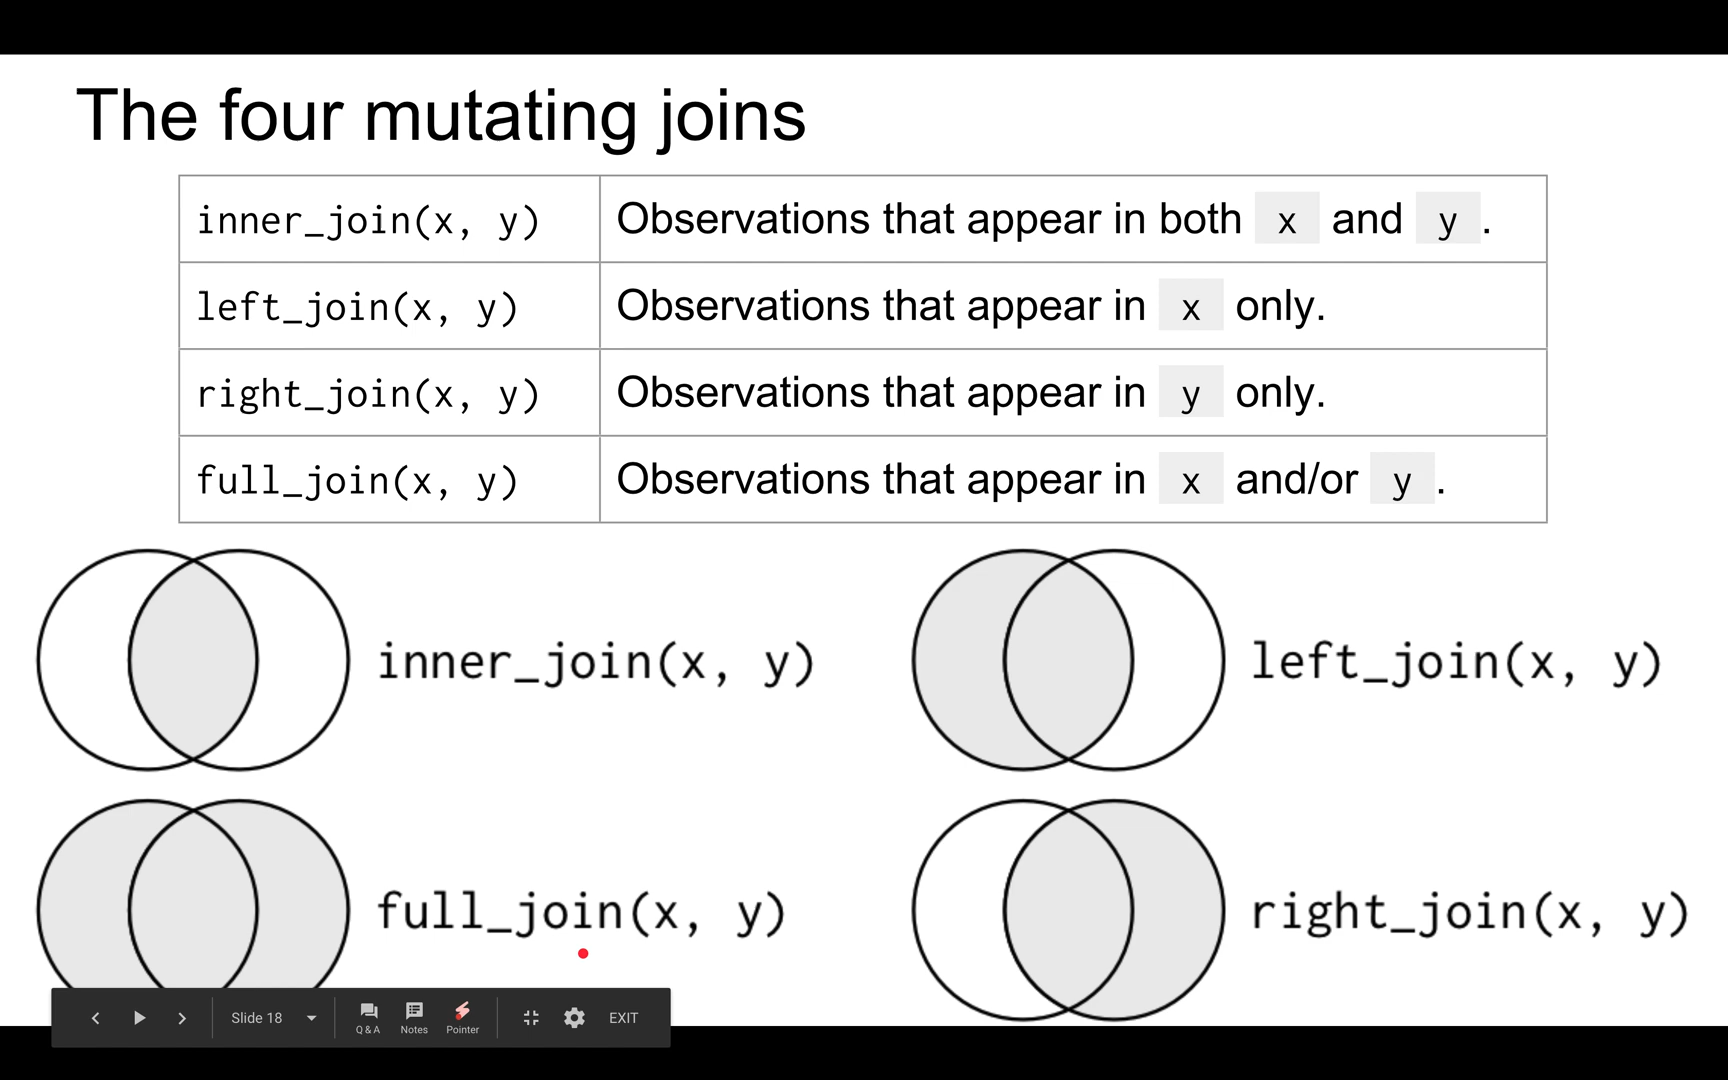 The four mutating joins
inner_join(x, y) Observations that appear in both x and y .
left_join(x, y) Observations that appear in x only.
right_join(x, y) Observations that appear in y only.
full_join(x, y) Observations that appear in x and/or y .
inner_join(x, y) left_join(x, y)
full_join(x, y) right_join(x, y)
Slide 18 Q & A Notes Pointer EXIT